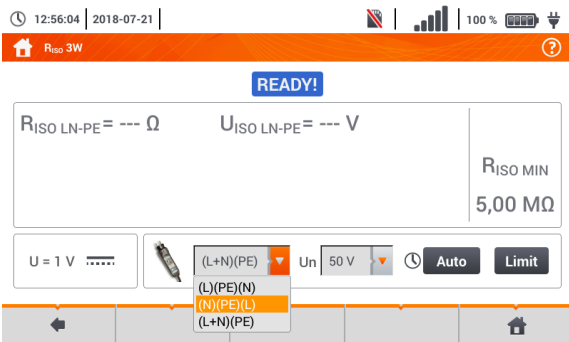 12:56:04 2018-07-21 100 %
RISO 3W ?
READY!
RISO LN-PE= --- Ω UISO LN-PE= --- V
RISO MIN
5,00 MΩ
U = 1 V (L+N)(PE) Un 50 V Auto Limit
(L)(PE)(N)
(N)(PE)(L)
(L+N)(PE)